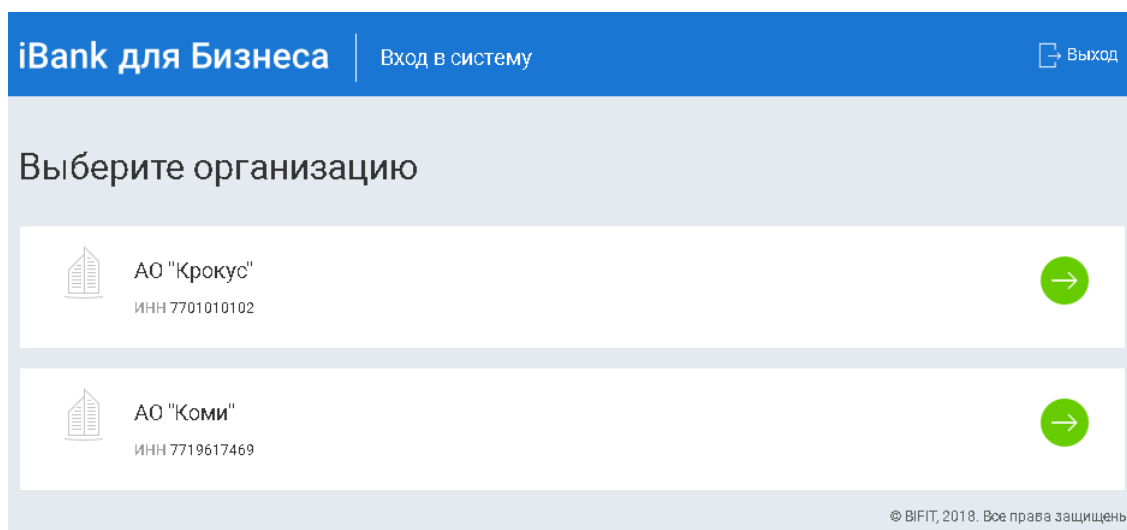 iBank для Бизнеса Вход в систему Выход
Выберите организацию
АО "Крокус"
ИНН 7701010102
АО "Коми"
ИНН 7719617469
© BIFIT, 2018. Все права защищены